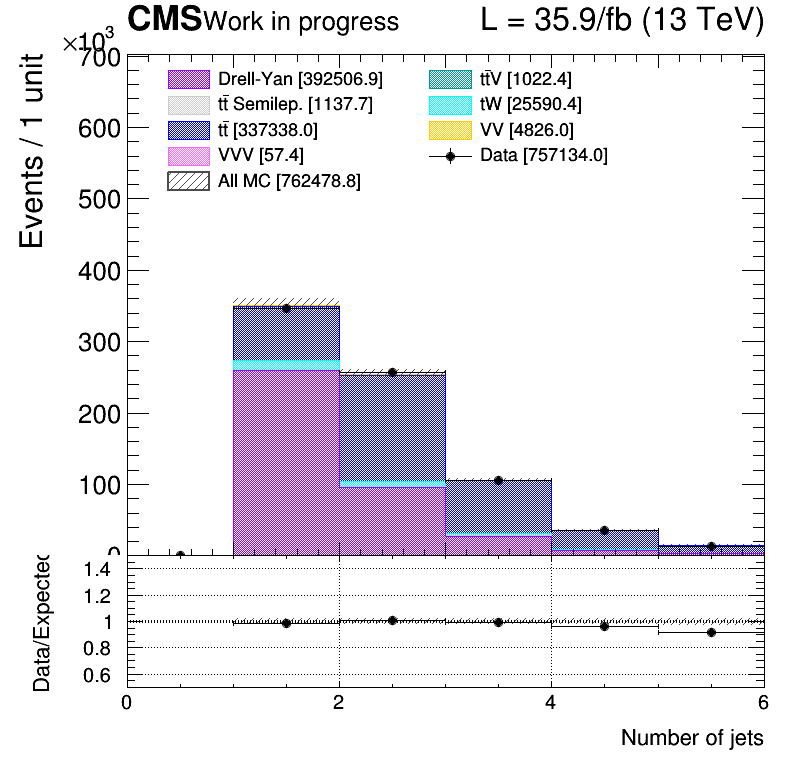 CMS Work in progress L = 35.9/fb (13 TeV)
×10³
Events / 1 unit
700
600
500
400
300
200
100
0
Drell-Yan [392506.9]
tt̄ Semilep. [1137.7]
tt̄ [337338.0]
VVV [57.4]
All MC [762478.8]
tt̄V [1022.4]
tW [25590.4]
VV [4826.0]
Data [757134.0]
Data/Expected
1.4
1.2
1
0.8
0.6
0 2 4 6
Number of jets